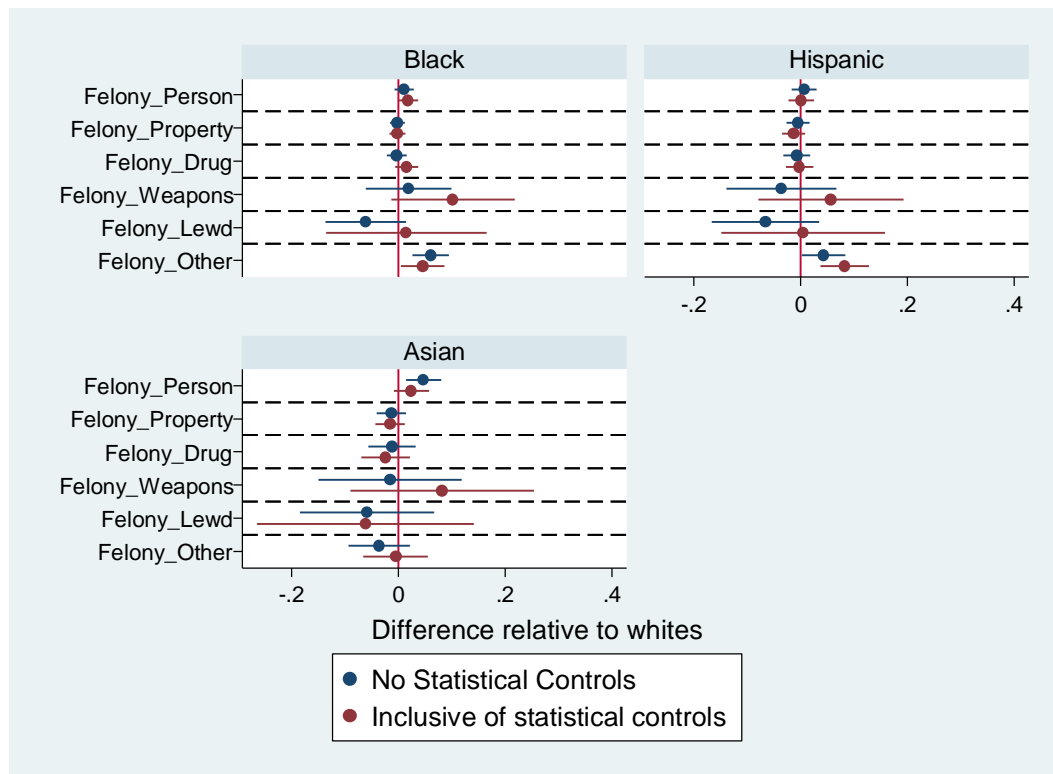 Black
Hispanic
Felony_Person
Felony_Property
Felony_Drug
Felony_Weapons
Felony_Lewd
Felony_Other
-.2 0 .2 .4
Asian
Felony_Person
Felony_Property
Felony_Drug
Felony_Weapons
Felony_Lewd
Felony_Other
-.2 0 .2 .4
Difference relative to whites
No Statistical Controls
Inclusive of statistical controls